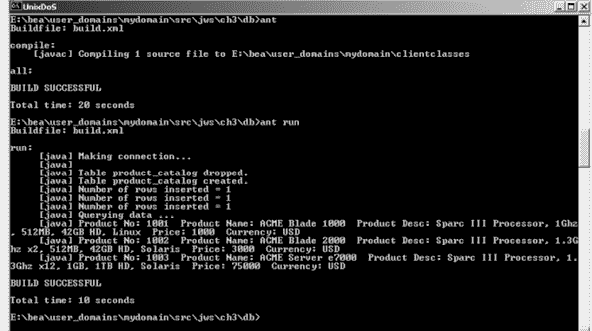 UnixDoS
E:\bea\user_domains\mydomain\src\jws\ch3\db>ant
Buildfile: build.xml
compile:
[javac] Compiling 1 source file to E:\bea\user_domains\mydomain\clientclasses
all:
BUILD SUCCESSFUL
Total time: 20 seconds
E:\bea\user_domains\mydomain\src\jws\ch3\db>ant run
Buildfile: build.xml
run:
[java] Making connection...
[java]
[java] Table product_catalog dropped.
[java] Table product_catalog created.
[java] Number of rows inserted = 1
[java] Number of rows inserted = 1
[java] Number of rows inserted = 1
[java] Querying data ...
[java] Product No: 1001  Product Name: ACME Blade 1000  Product Desc: Sparc III Processor, 1Ghz
, 512MB, 42GB HD, Linux  Price: 1000  Currency: USD
[java] Product No: 1002  Product Name: ACME Blade 2000  Product Desc: Sparc III Processor, 1.3G
hz x2, 512MB, 42GB HD, Solaris  Price: 3000  Currency: USD
[java] Product No: 1003  Product Name: ACME Server e7000  Product Desc: Sparc III Processor, 1.
3Ghz x12, 1GB, 1TB HD, Solaris  Price: 75000  Currency: USD
BUILD SUCCESSFUL
Total time: 10 seconds
E:\bea\user_domains\mydomain\src\jws\ch3\db>